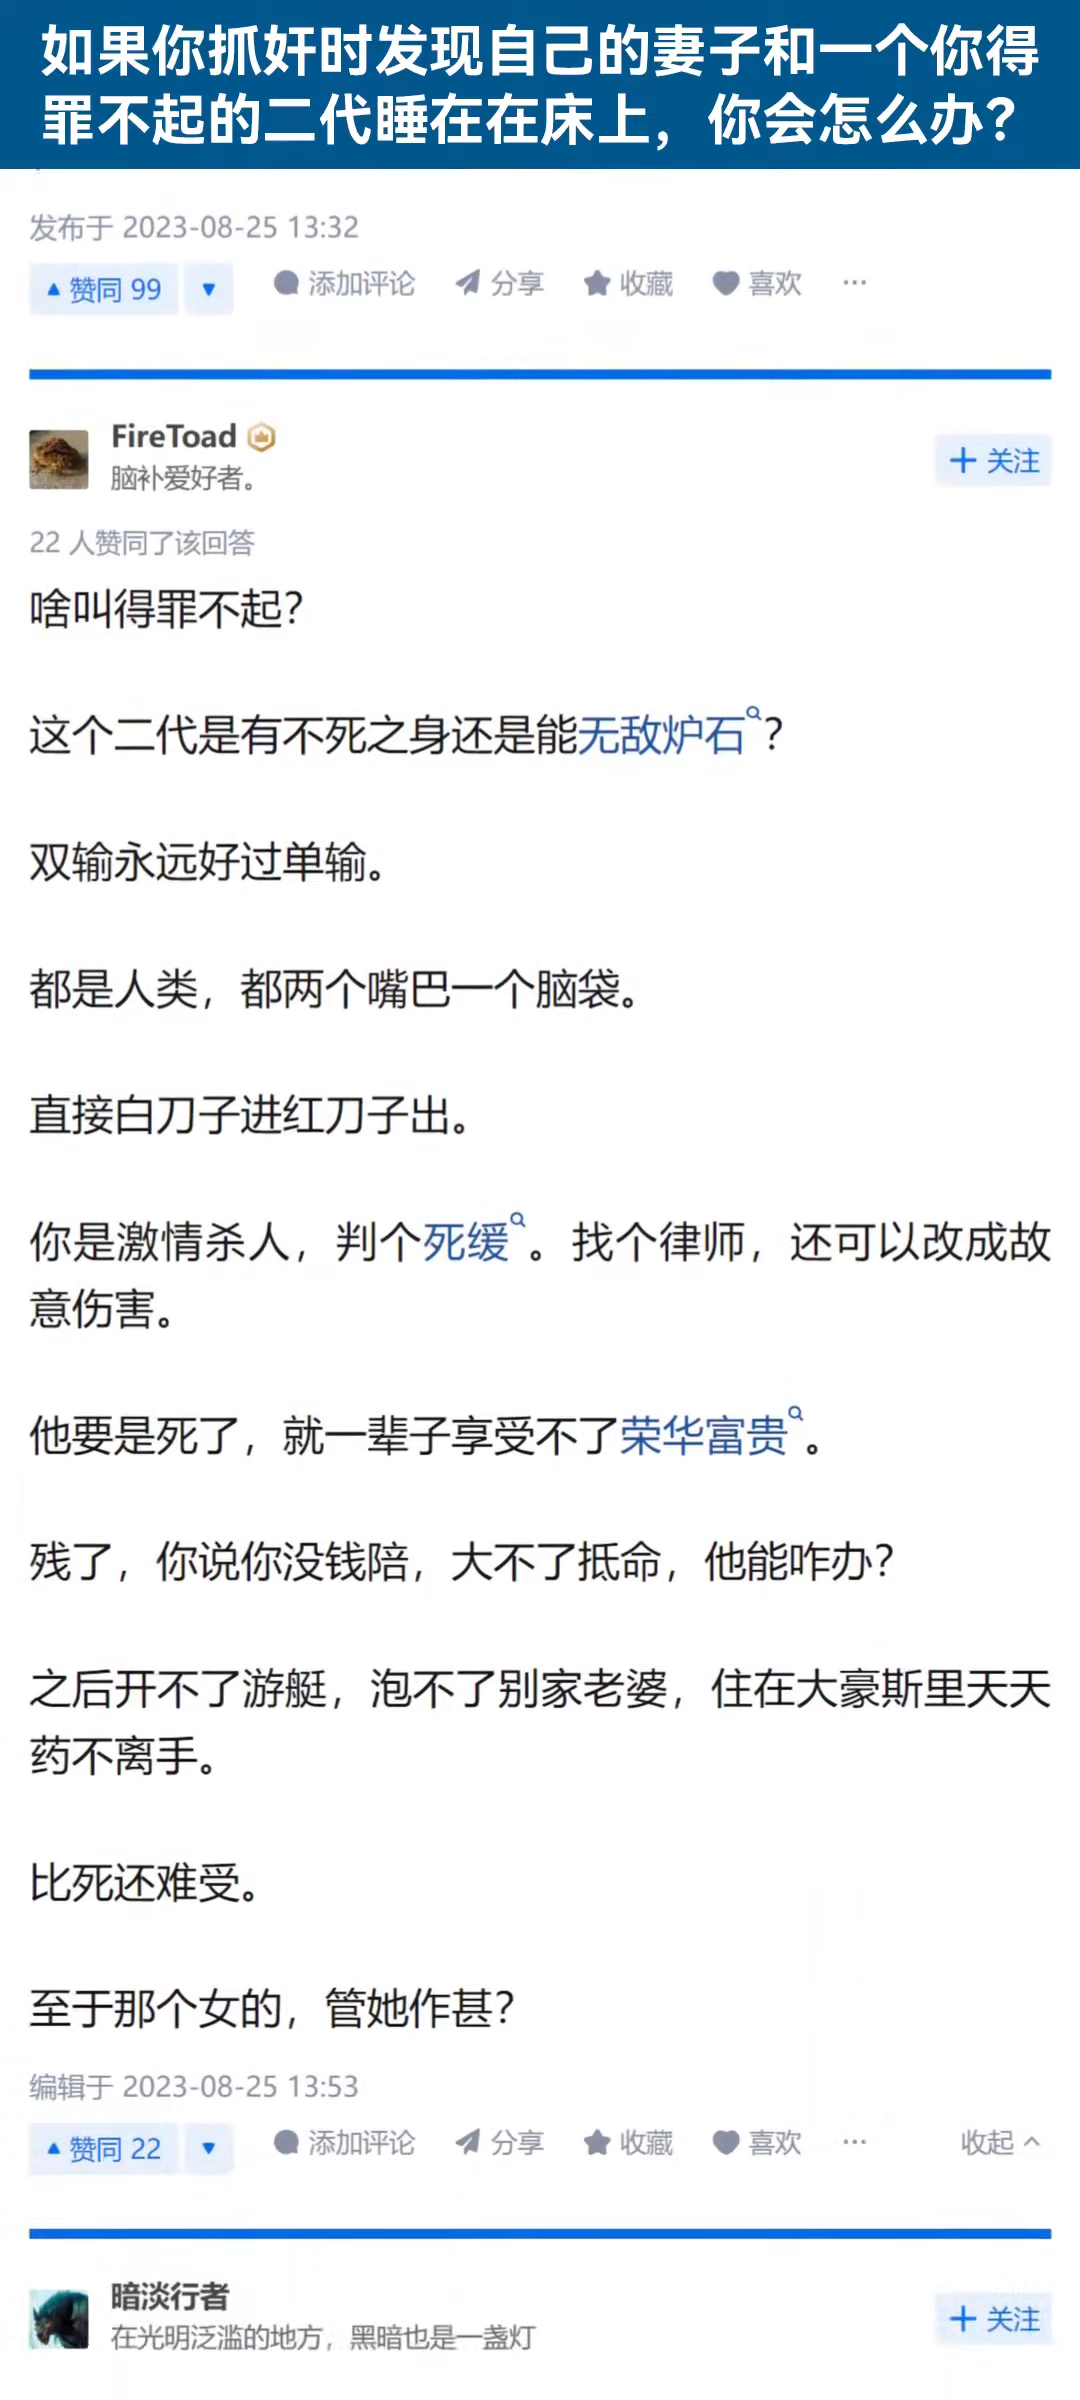 如果你抓奸时发现自己的妻子和一个你得
罪不起的二代睡在在床上，你会怎么办？
发布于 2023-08-25 13:32
赞同 99
添加评论
分享
收藏
喜欢
···
FireToad
脑补爱好者。
+ 关注
22 人赞同了该回答
啥叫得罪不起？
这个二代是有不死之身还是能无敌炉石？
双输永远好过单输。
都是人类，都两个嘴巴一个脑袋。
直接白刀子进红刀子出。
你是激情杀人，判个死缓。找个律师，还可以改成故
意伤害。
他要是死了，就一辈子享受不了荣华富贵。
残了，你说你没钱陪，大不了抵命，他能咋办？
之后开不了游艇，泡不了别家老婆，住在大豪斯里天天
药不离手。
比死还难受。
至于那个女的，管她作甚？
编辑于 2023-08-25 13:53
赞同 22
添加评论
分享
收藏
喜欢
···
收起
暗淡行者
在光明泛滥的地方，黑暗也是一盏灯
+ 关注